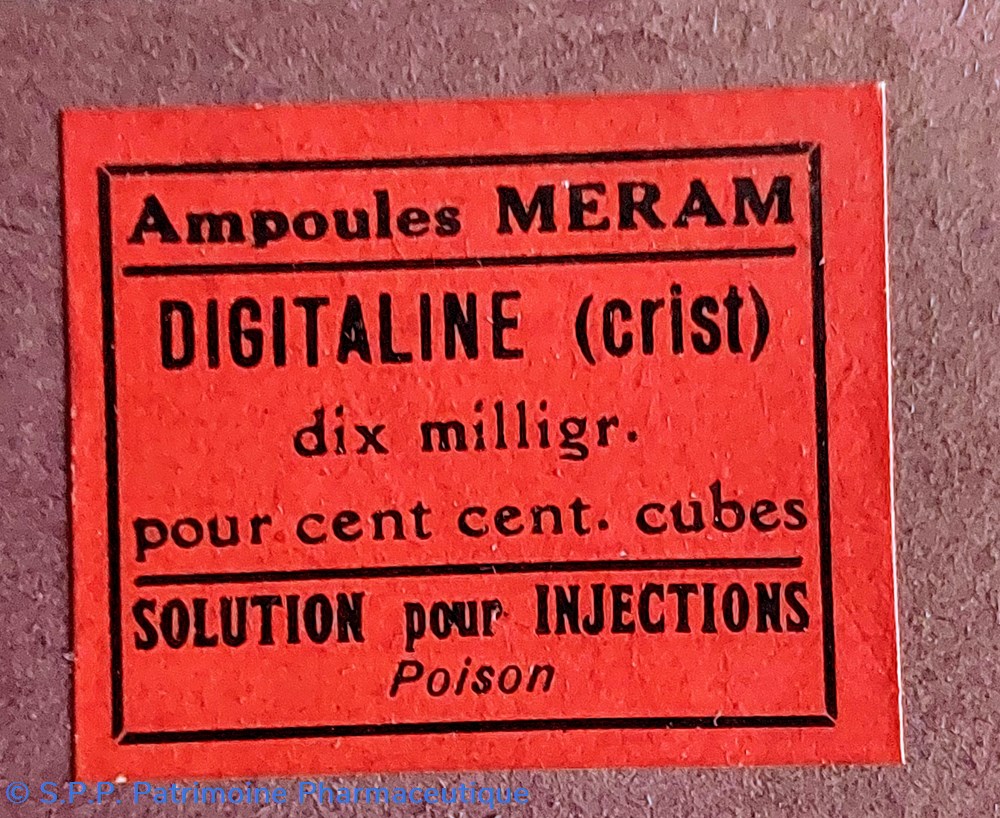 Ampoules MERAM
DIGITALINE (crist)
dix milligr.
pour cent cent. cubes
SOLUTION pour INJECTIONS
Poison
© S.P.P. Patrimoine Pharmaceutique